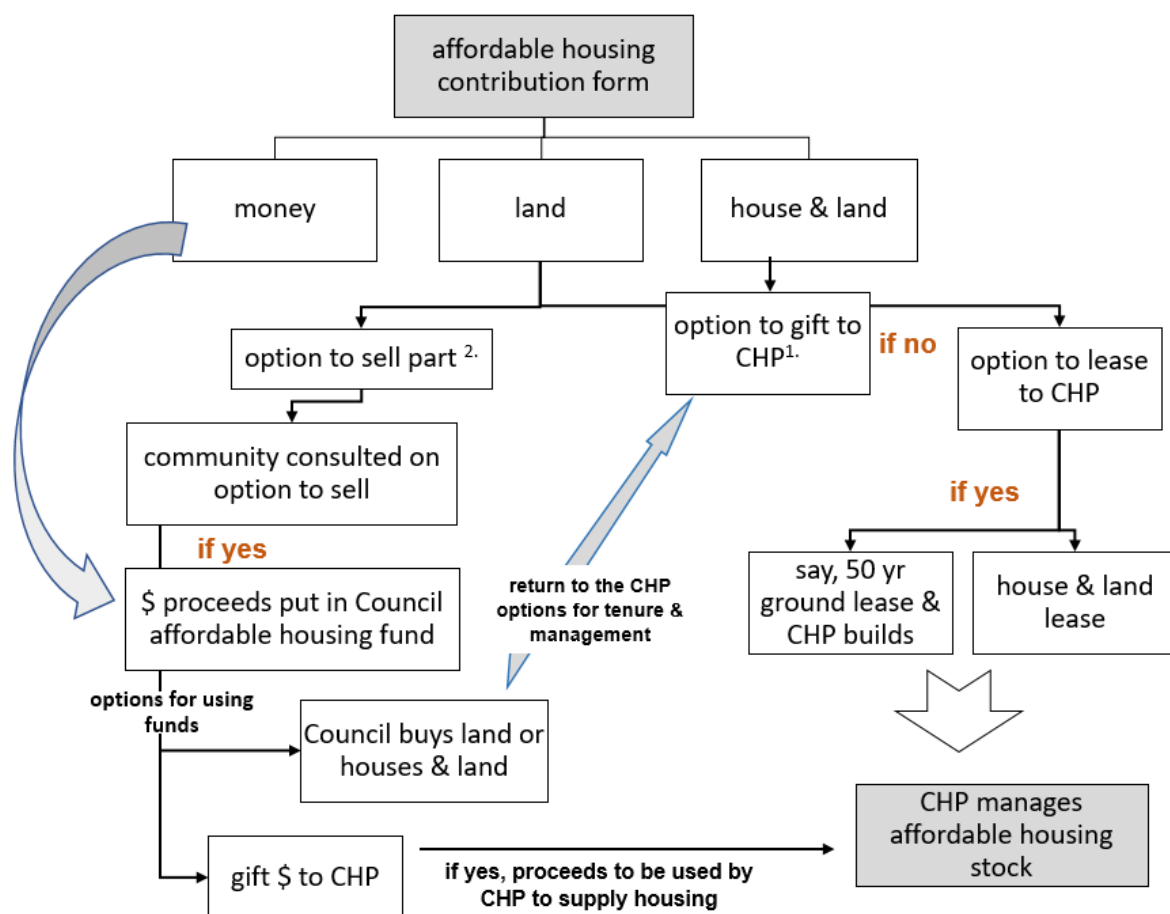 affordable housing
contribution form
money
land
house & land
option to sell part 2.
option to gift to
CHP1.
if no
option to lease
to CHP
community consulted on
option to sell
if yes
if yes
$ proceeds put in Council
affordable housing fund
return to the CHP
options for tenure &
management
say, 50 yr
ground lease &
CHP builds
house & land
lease
options for using
funds
Council buys land or
houses & land
CHP manages
affordable housing
stock
gift $ to CHP
if yes, proceeds to be used by
CHP to supply housing